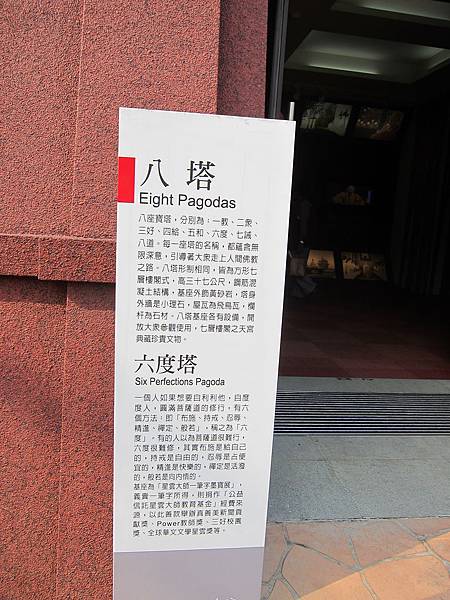 八塔
Eight Pagodas
八座寶塔，分別為：一教、二衆、
三好、四給、五和、六度、七誡、
八道。每一座塔的名稱，都蘊含無
限深意，引導著大衆走上人間佛教
之路。八塔形制相同，皆為方形七
層樓閣式，高三十七公尺，鋼筋混
凝土結構，基座外飾黃砂岩，塔身
外牆是小理石，屋瓦為飛鳥瓦，欄
杆為石材。八塔基座各有設備，開
放大衆參觀使用，七層樓閣之天宮
典藏珍貴文物。
六度塔
Six Perfections Pagoda
一個人如果想要自利利他，自度
度人，圓滿菩薩道的修行，有六
個方法：即「布施、持戒、忍辱、
精進、禪定、般若」，稱之為「六
度」。有的人以為菩薩道很難行，
六度很難修，其實布施是給自己
的，持戒是自由的，忍辱是占便
宜的，精進是快樂的，禪定是活潑
的，般若是向內悟的。
基座為「星雲大師一筆字墨寶展」，
義賣一筆字所得，則捐作「公益
信託星雲大師教育基金」經費來
源，以此善款舉辦真善美新聞貢
獻獎、Power教師獎、三好校園
獎、全球華文文學星雲獎等。